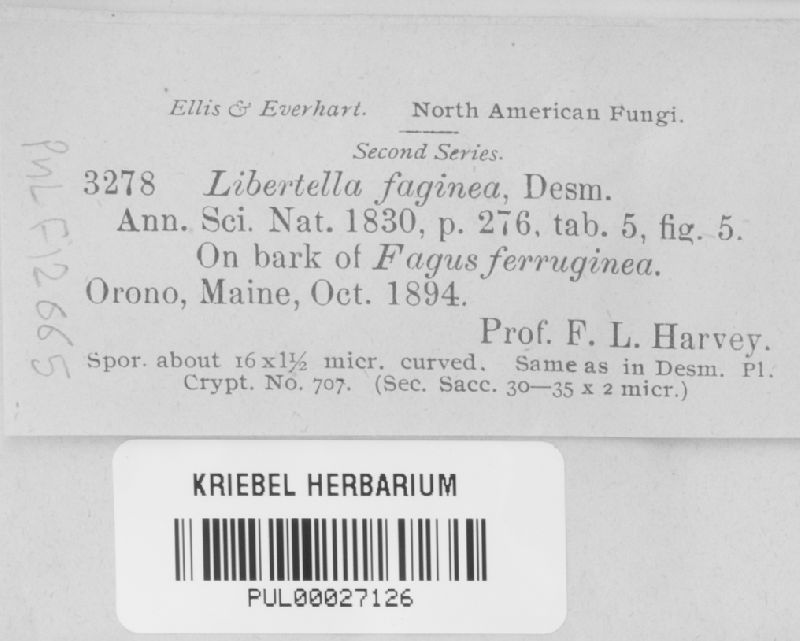 Ellis & Everhart. North American Fungi.
Second Series.
3278 Libertella faginea, Desm.
Ann. Sci. Nat. 1830, p. 276, tab. 5, fig. 5.
On bark of Fagus ferruginea.
Orono, Maine, Oct. 1894.
Prof. F. L. Harvey.
Spor. about 16 x 1½ micr. curved. Same as in Desm. Pl.
Crypt. No. 707. (Sec. Sacc. 30—35 x 2 micr.)
PUL F12665
KRIEBEL HERBARIUM
PUL00027126